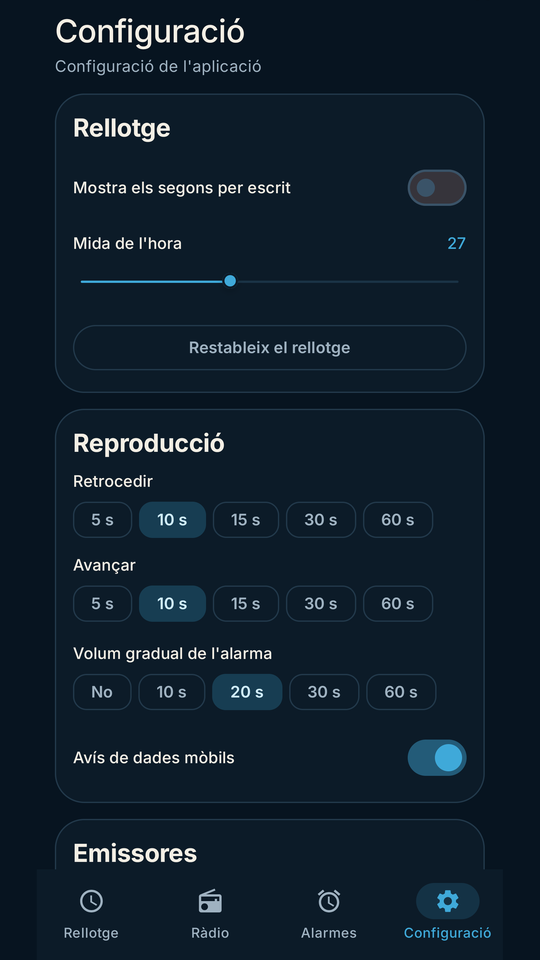 Configuració
Configuració de l'aplicació
Rellotge
Mostra els segons per escrit
Mida de l'hora 27
Restableix el rellotge
Reproducció
Retrocedir
5 s 10 s 15 s 30 s 60 s
Avançar
5 s 10 s 15 s 30 s 60 s
Volum gradual de l'alarma
No 10 s 20 s 30 s 60 s
Avís de dades mòbils
Emissores
Rellotge Ràdio Alarmes Configuració